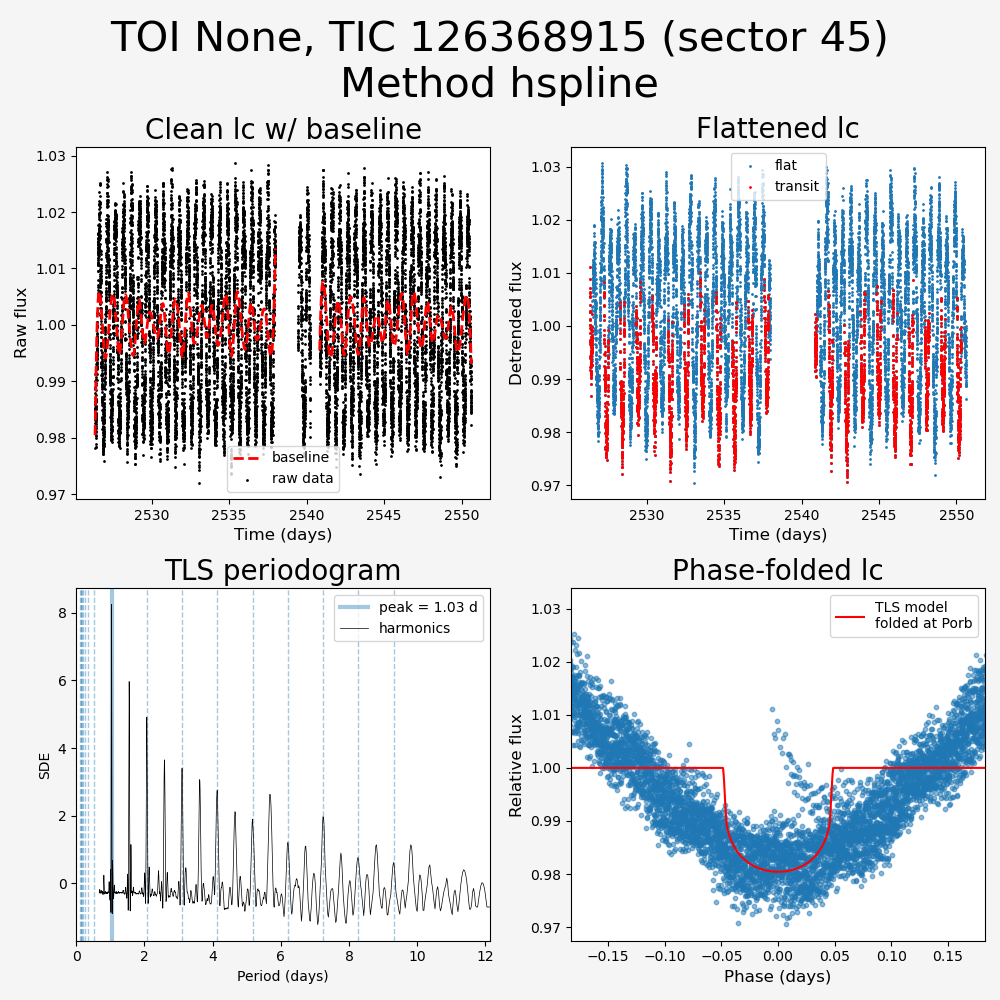 TOI None, TIC 126368915 (sector 45)
Method hspline
Clean lc w/ baseline
Flattened lc
1.03
1.02
1.01
1.00
0.99
0.98
0.97
Raw flux
baseline
raw data
2530
2535
2540
2545
2550
Time (days)
1.03
1.02
1.01
1.00
0.99
0.98
0.97
Detrended flux
flat
transit
2530
2535
2540
2545
2550
Time (days)
TLS periodogram
Phase-folded lc
8
6
4
2
0
SDE
peak = 1.03 d
harmonics
0
2
4
6
8
10
12
Period (days)
1.03
1.02
1.01
1.00
0.99
0.98
0.97
Relative flux
TLS model
folded at Porb
−0.15
−0.10
−0.05
0.00
0.05
0.10
0.15
Phase (days)